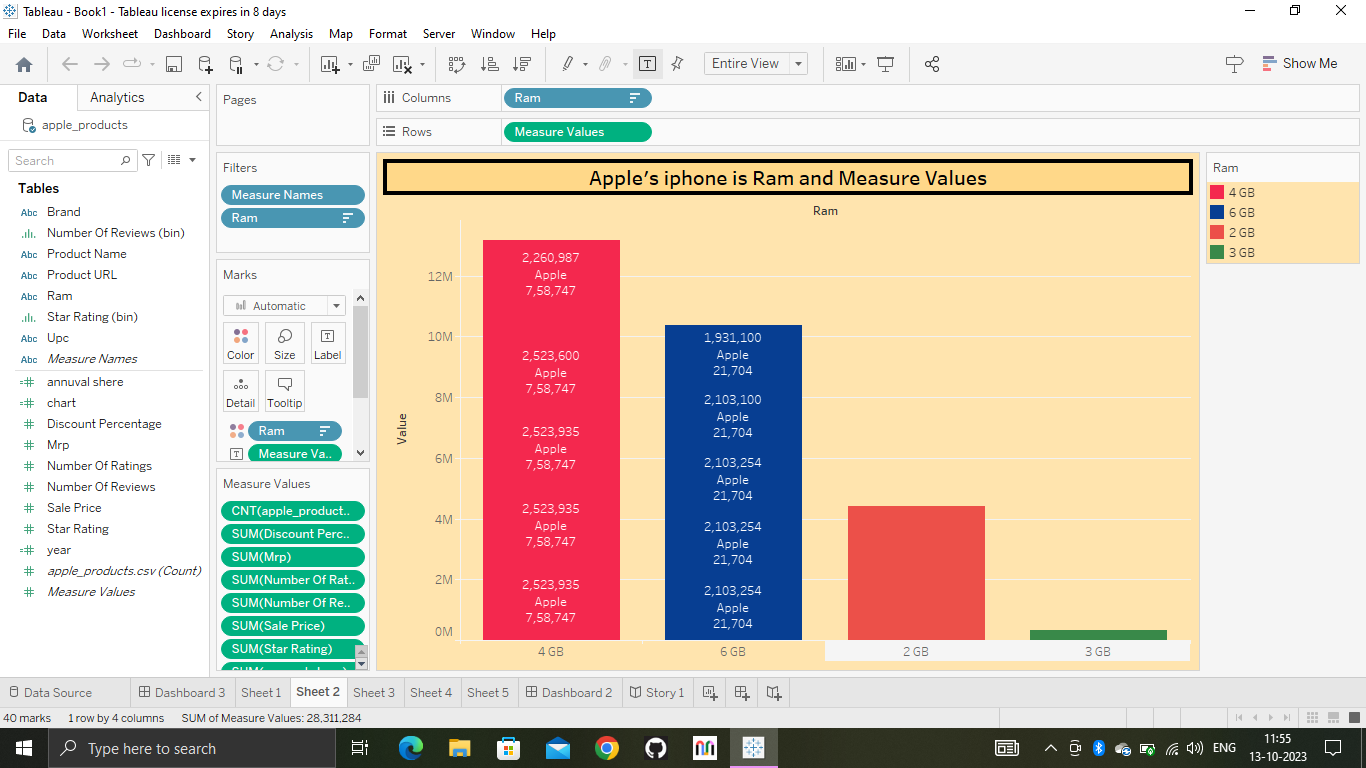 Tableau - Book1 - Tableau license expires in 8 days
File Data Worksheet Dashboard Story Analysis Map Format Server Window Help
Entire View
Show Me
Data Analytics
apple_products
Search
Tables
Abc Brand
Number Of Reviews (bin)
Abc Product Name
Abc Product URL
Abc Ram
Star Rating (bin)
Abc Upc
Abc Measure Names
annuval shere
chart
Discount Percentage
Mrp
Number Of Ratings
Number Of Reviews
Sale Price
Star Rating
year
apple_products.csv (Count)
Measure Values
Pages
Filters
Measure Names
Ram
Marks
Automatic
Color Size Label
Detail Tooltip
Ram
Measure Va..
Measure Values
CNT(apple_product..
SUM(Discount Perc..
SUM(Mrp)
SUM(Number Of Rat..
SUM(Number Of Re..
SUM(Sale Price)
SUM(Star Rating)
Columns Ram
Rows Measure Values
Apple's iphone is Ram and Measure Values
Ram
Value
12M
10M
8M
6M
4M
2M
0M
2,260,987
Apple
7,58,747
2,523,600
Apple
7,58,747
2,523,935
Apple
7,58,747
2,523,935
Apple
7,58,747
2,523,935
Apple
7,58,747
1,931,100
Apple
21,704
2,103,100
Apple
21,704
2,103,254
Apple
21,704
2,103,254
Apple
21,704
2,103,254
Apple
21,704
4 GB 6 GB 2 GB 3 GB
Ram
4 GB
6 GB
2 GB
3 GB
Data Source Dashboard 3 Sheet 1 Sheet 2 Sheet 3 Sheet 4 Sheet 5 Dashboard 2 Story 1
40 marks 1 row by 4 columns SUM of Measure Values: 28,311,284
Type here to search
ENG
11:55
13-10-2023